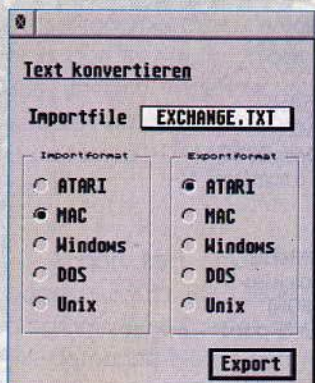 Text konvertieren
Importfile EXCHANGE.TXT
Importformat Exportformat
ATARI ATARI
MAC MAC
Windows Windows
DOS DOS
Unix Unix
Export